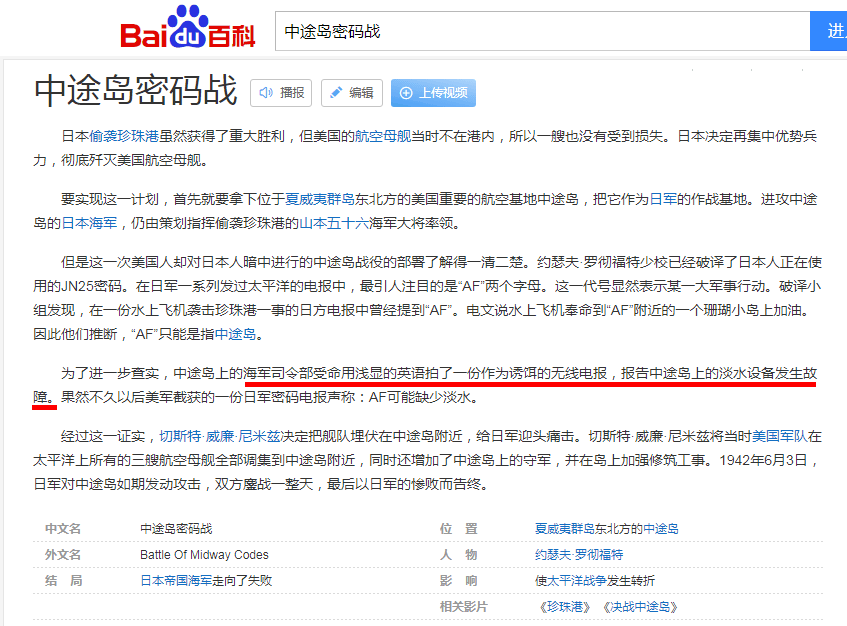 Bai du 百科
中途岛密码战
进入
中途岛密码战
播报
编辑
上传视频
日本偷袭珍珠港虽然获得了重大胜利，但美国的航空母舰当时不在港内，所以一艘也没有受到损失。日本决定再集中优势兵
力，彻底歼灭美国航空母舰。
要实现这一计划，首先就要拿下位于夏威夷群岛东北方的美国重要的航空基地中途岛，把它作为日军的作战基地。进攻中途
岛的日本海军，仍由策划指挥偷袭珍珠港的山本五十六海军大将率领。
但是这一次美国人却对日本人暗中进行的中途岛战役的部署了解得一清二楚。约瑟夫·罗彻福特少校已经破译了日本人正在使
用的JN25密码。在日军一系列发过太平洋的电报中，最引人注目的是“AF”两个字母。这一代号显然表示某一大军事行动。破译小
组发现，在一份水上飞机袭击珍珠港一事的日方电报中曾经提到“AF”。电文说水上飞机奉命到“AF”附近的一个珊瑚小岛上加油。
因此他们推断，“AF”只能是指中途岛。
为了进一步查实，中途岛上的海军司令部受命用浅显的英语拍了一份作为诱饵的无线电报，报告中途岛上的淡水设备发生故
障。果然不久以后美军截获的一份日军密码电报声称：AF可能缺少淡水。
经过这一证实，切斯特·威廉·尼米兹决定把舰队埋伏在中途岛附近，给日军迎头痛击。切斯特·威廉·尼米兹将当时美国军队在
太平洋上所有的三艘航空母舰全部调集到中途岛附近，同时还增加了中途岛上的守军，并在岛上加强修筑工事。1942年6月3日，
日军对中途岛如期发动攻击，双方鏖战一整天，最后以日军的惨败而告终。
中文名 中途岛密码战 位置 夏威夷群岛东北方的中途岛
外文名 Battle Of Midway Codes 人物 约瑟夫·罗彻福特
结局 日本帝国海军走向了失败 影响 使太平洋战争发生转折
相关影片 《珍珠港》 《决战中途岛》